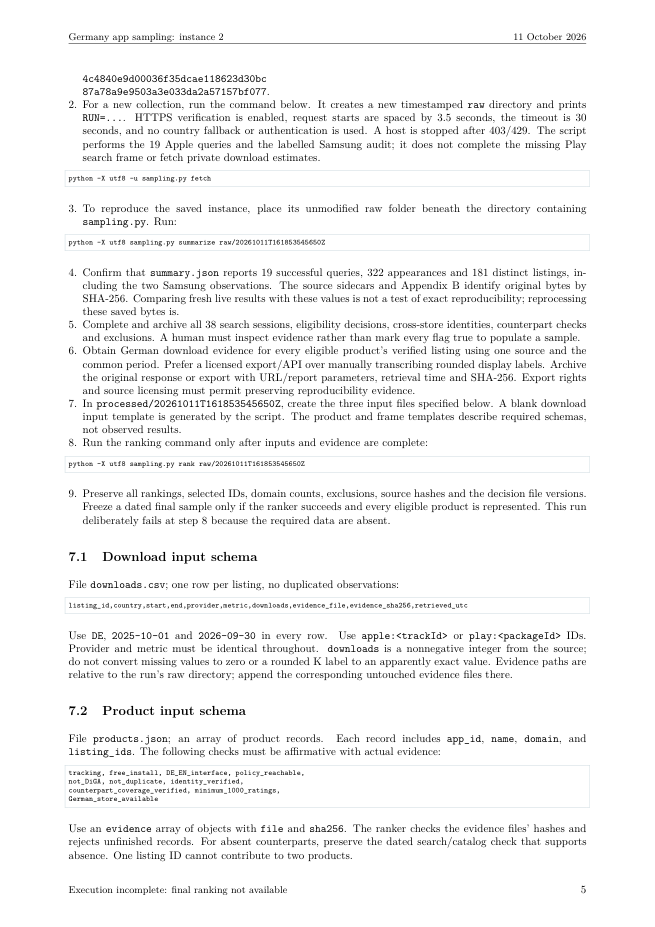 Germany app sampling: instance 2 11 October 2026
4c4840e9d00036f35dcae118623d30bc
87a78a9e9503a3e033da2a57157bf077.
2. For a new collection, run the command below. It creates a new timestamped raw directory and prints
RUN=.... HTTPS verification is enabled, request starts are spaced by 3.5 seconds, the timeout is 30
seconds, and no country fallback or authentication is used. A host is stopped after 403/429. The script
performs the 19 Apple queries and the labelled Samsung audit; it does not complete the missing Play
search frame or fetch private download estimates.
python -X utf8 -u sampling.py fetch
3. To reproduce the saved instance, place its unmodified raw folder beneath the directory containing
sampling.py. Run:
python -X utf8 sampling.py summarize raw/20261011T161853545650Z
4. Confirm that summary.json reports 19 successful queries, 322 appearances and 181 distinct listings, in-
cluding the two Samsung observations. The source sidecars and Appendix B identify original bytes by
SHA-256. Comparing fresh live results with these values is not a test of exact reproducibility; reprocessing
these saved bytes is.
5. Complete and archive all 38 search sessions, eligibility decisions, cross-store identities, counterpart checks
and exclusions. A human must inspect evidence rather than mark every flag true to populate a sample.
6. Obtain German download evidence for every eligible product's verified listing using one source and the
common period. Prefer a licensed export/API over manually transcribing rounded display labels. Archive
the original response or export with URL/report parameters, retrieval time and SHA-256. Export rights
and source licensing must permit preserving reproducibility evidence.
7. In processed/20261011T161853545650Z, create the three input files specified below. A blank download
input template is generated by the script. The product and frame templates describe required schemas,
not observed results.
8. Run the ranking command only after inputs and evidence are complete:
python -X utf8 sampling.py rank raw/20261011T161853545650Z
9. Preserve all rankings, selected IDs, domain counts, exclusions, source hashes and the decision file versions.
Freeze a dated final sample only if the ranker succeeds and every eligible product is represented. This run
deliberately fails at step 8 because the required data are absent.
7.1 Download input schema
File downloads.csv; one row per listing, no duplicated observations:
listing_id,country,start,end,provider,metric,downloads,evidence_file,evidence_sha256,retrieved_utc
Use DE, 2025-10-01 and 2026-09-30 in every row. Use apple:<trackId> or play:<packageId> IDs.
Provider and metric must be identical throughout. downloads is a nonnegative integer from the source;
do not convert missing values to zero or a rounded K label to an apparently exact value. Evidence paths are
relative to the run's raw directory; append the corresponding untouched evidence files there.
7.2 Product input schema
File products.json; an array of product records. Each record includes app_id, name, domain, and
listing_ids. The following checks must be affirmative with actual evidence:
tracking, free_install, DE_EN_interface, policy_reachable,
not_DiGA, not_duplicate, identity_verified,
counterpart_coverage_verified, minimum_1000_ratings,
German_store_available
Use an evidence array of objects with file and sha256. The ranker checks the evidence files' hashes and
rejects unfinished records. For absent counterparts, preserve the dated search/catalog check that supports
absence. One listing ID cannot contribute to two products.
Execution incomplete: final ranking not available 5